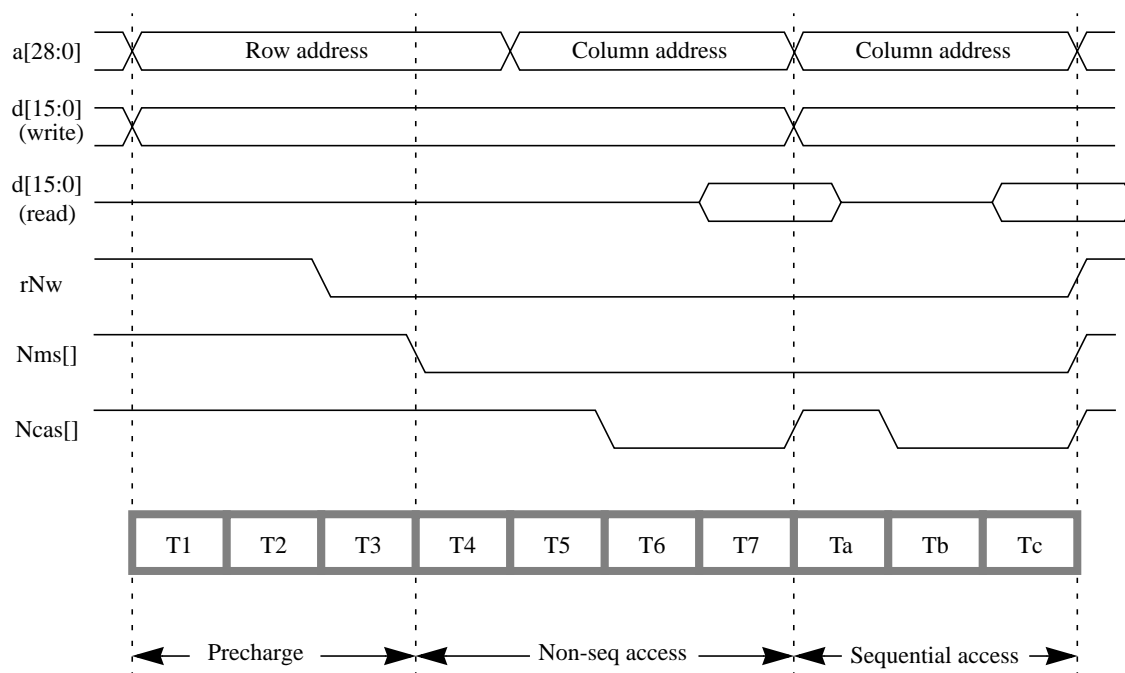 a[28:0]
Row address
Column address
Column address
d[15:0]
(write)
d[15:0]
(read)
rNw
Nms[]
Ncas[]
T1 T2 T3 T4 T5 T6 T7 Ta Tb Tc
Precharge
Non-seq access
Sequential access